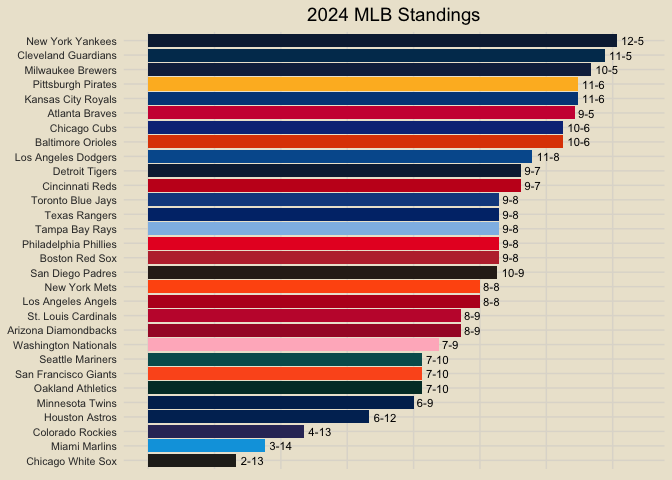 2024 MLB Standings
New York Yankees 12-5
Cleveland Guardians 11-5
Milwaukee Brewers 10-5
Pittsburgh Pirates 11-6
Kansas City Royals 11-6
Atlanta Braves 9-5
Chicago Cubs 10-6
Baltimore Orioles 10-6
Los Angeles Dodgers 11-8
Detroit Tigers 9-7
Cincinnati Reds 9-7
Toronto Blue Jays 9-8
Texas Rangers 9-8
Tampa Bay Rays 9-8
Philadelphia Phillies 9-8
Boston Red Sox 9-8
San Diego Padres 10-9
New York Mets 8-8
Los Angeles Angels 8-8
St. Louis Cardinals 8-9
Arizona Diamondbacks 8-9
Washington Nationals 7-9
Seattle Mariners 7-10
San Francisco Giants 7-10
Oakland Athletics 7-10
Minnesota Twins 6-9
Houston Astros 6-12
Colorado Rockies 4-13
Miami Marlins 3-14
Chicago White Sox 2-13